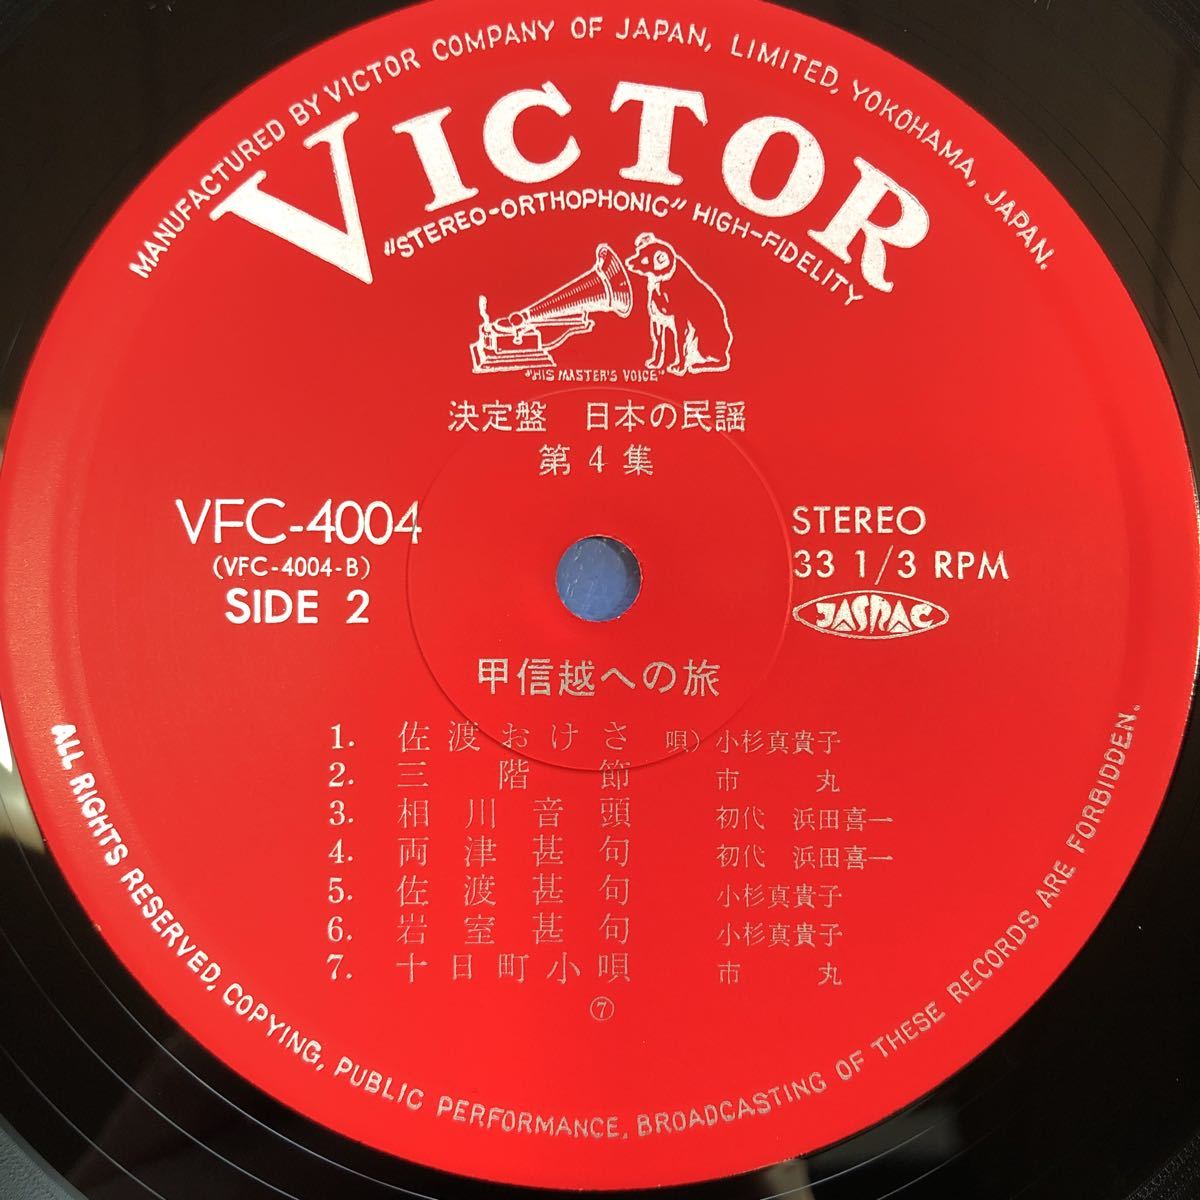 MANUFACTURED BY VICTOR COMPANY OF JAPAN, LIMITED, YOKOHAMA, JAPAN.
VICTOR
"STEREO-ORTHOPHONIC" HIGH-FIDELITY
"HIS MASTER'S VOICE"
決定盤 日本の民謡
第4集
VFC-4004
(VFC-4004-B)
SIDE 2
STEREO
33 1/3 RPM
JASRAC
甲信越への旅
1. 佐渡おけさ 唄) 小杉真貴子
2. 三階節 市丸
3. 相川音頭 初代 浜田喜一
4. 両津甚句 初代 浜田喜一
5. 佐渡甚句 小杉真貴子
6. 岩室甚句 小杉真貴子
7. 十日町小唄 市丸
⑦
ALL RIGHTS RESERVED, COPYING, PUBLIC PERFORMANCE, BROADCASTING OF THESE RECORDS ARE FORBIDDEN.